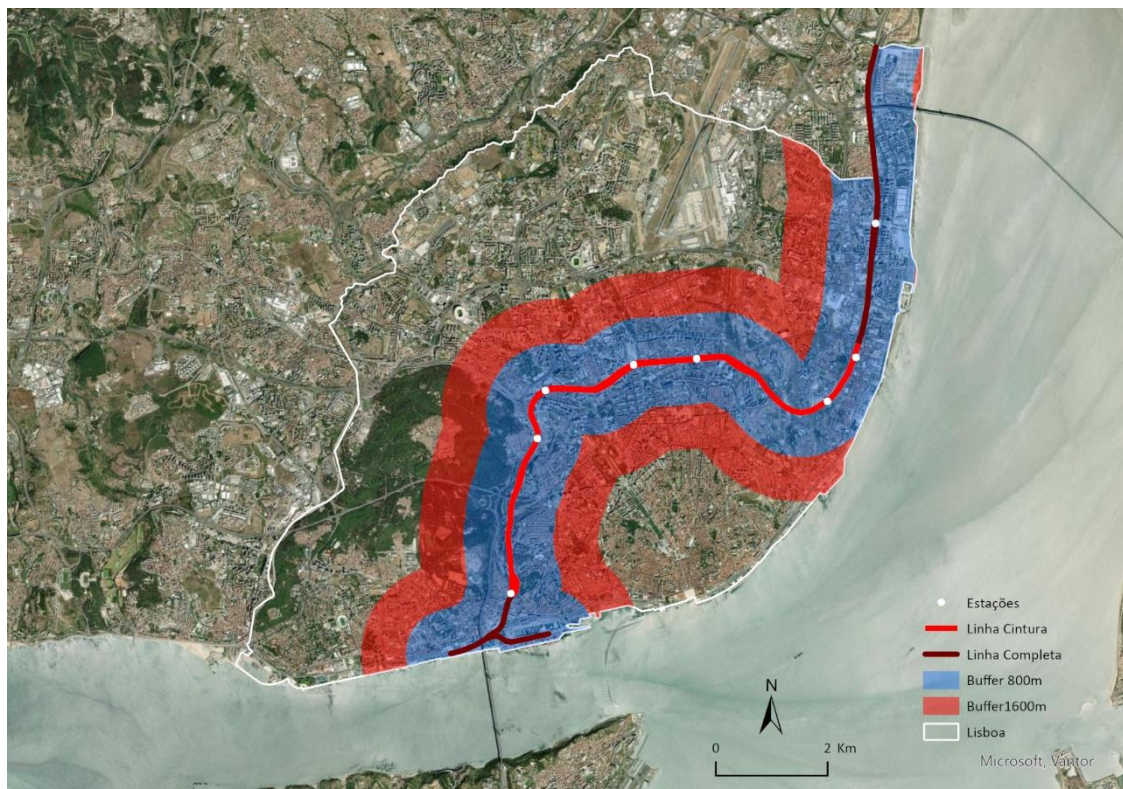 Estações
Linha Cintura
Linha Completa
Buffer 800m
Buffer1600m
Lisboa
N
0 2 Km
Microsoft, Vantor